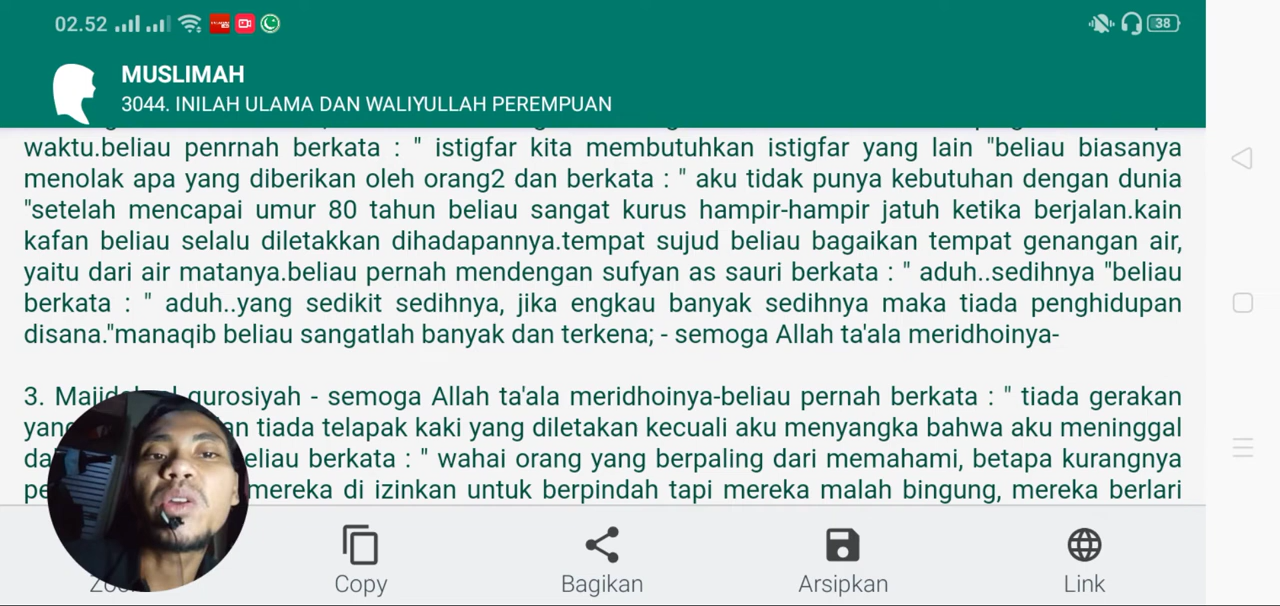 02.52
38
MUSLIMAH
3044. INILAH ULAMA DAN WALIYULLAH PEREMPUAN
waktu.beliau penrnah berkata : " istigfar kita membutuhkan istigfar yang lain "beliau biasanya
menolak apa yang diberikan oleh orang2 dan berkata : " aku tidak punya kebutuhan dengan dunia
"setelah mencapai umur 80 tahun beliau sangat kurus hampir-hampir jatuh ketika berjalan.kain
kafan beliau selalu diletakkan dihadapannya.tempat sujud beliau bagaikan tempat genangan air,
yaitu dari air matanya.beliau pernah mendengan sufyan as sauri berkata : " aduh..sedihnya "beliau
berkata : " aduh..yang sedikit sedihnya, jika engkau banyak sedihnya maka tiada penghidupan
disana."manaqib beliau sangatlah banyak dan terkena; - semoga Allah ta'ala meridhoinya-
3. qurosiyah - semoga Allah ta'ala meridhoinya-beliau pernah berkata : " tiada gerakan
tiada telapak kaki yang diletakan kecuali aku menyangka bahwa aku meninggal
beliau berkata : " wahai orang yang berpaling dari memahami, betapa kurangnya
mereka di izinkan untuk berpindah tapi mereka malah bingung, mereka berlari
Copy
Bagikan
Arsipkan
Link